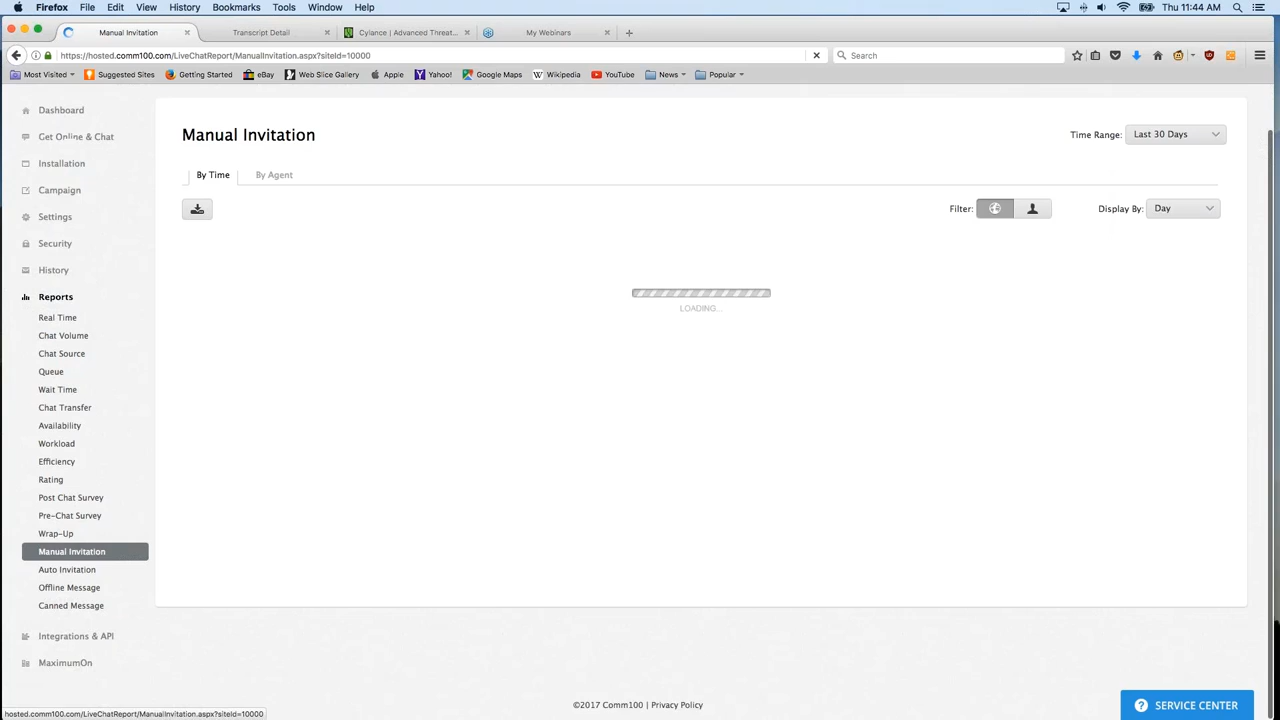 Firefox File Edit View History Bookmarks Tools Window Help Thu 11:44 AM
Manual Invitation Transcript Detail Cylance | Advanced Threat... My Webinars
https://hosted.comm100.com/LiveChatReport/ManualInvitation.aspx?siteId=10000 Search
Most Visited Suggested Sites Getting Started eBay Web Slice Gallery Apple Yahoo! Google Maps Wikipedia YouTube News Popular
Dashboard
Get Online & Chat
Installation
Campaign
Settings
Security
History
Reports
Real Time
Chat Volume
Chat Source
Queue
Wait Time
Chat Transfer
Availability
Workload
Efficiency
Rating
Post Chat Survey
Pre-Chat Survey
Wrap-Up
Manual Invitation
Auto Invitation
Offline Message
Canned Message
Integrations & API
MaximumOn
Manual Invitation
Time Range: Last 30 Days
By Time By Agent
Filter: Display By: Day
LOADING...
©2017 Comm100 | Privacy Policy
? SERVICE CENTER
hosted.comm100.com/LiveChatReport/ManualInvitation.aspx?siteId=10000